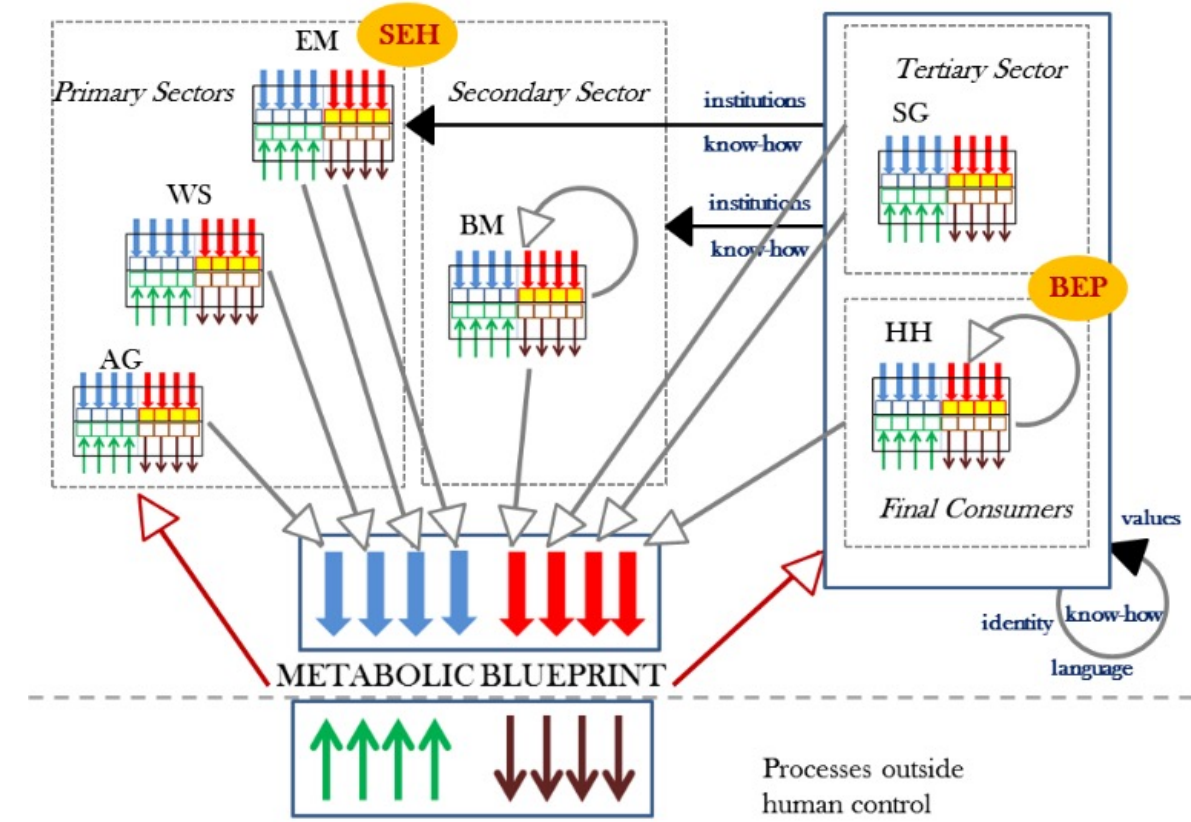 EM
SEH
Primary Sectors
Secondary Sector
institutions
know-how
Tertiary Sector
SG
WS
BM
institutions
know-how
BEP
AG
HH
Final Consumers
values
identity
know-how
language
METABOLIC BLUEPRINT
Processes outside
human control